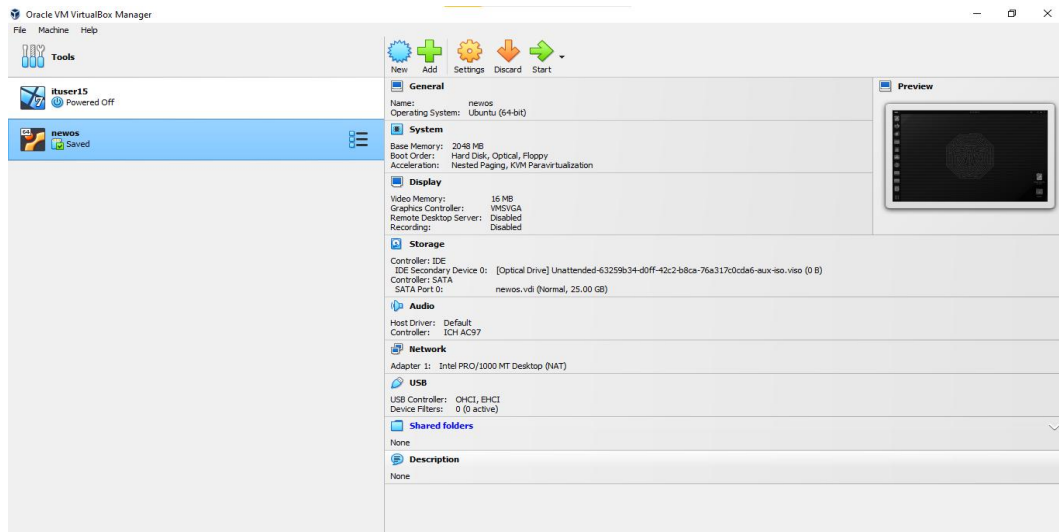 Oracle VM VirtualBox Manager
File Machine Help
Tools
New Add Settings Discard Start
ituser15
Powered Off
newos
Saved
General
Name: newos
Operating System: Ubuntu (64-bit)
System
Base Memory: 2048 MB
Boot Order: Hard Disk, Optical, Floppy
Acceleration: Nested Paging, KVM Paravirtualization
Display
Video Memory: 16 MB
Graphics Controller: VMSVGA
Remote Desktop Server: Disabled
Recording: Disabled
Storage
Controller: IDE
IDE Secondary Device 0: [Optical Drive] Unattended-63259b34-d0ff-42c2-b8ca-76a317c0cda6-aux-iso.viso (0 B)
Controller: SATA
SATA Port 0: newos.vdi (Normal, 25.00 GB)
Audio
Host Driver: Default
Controller: ICH AC97
Network
Adapter 1: Intel PRO/1000 MT Desktop (NAT)
USB
USB Controller: OHCI, EHCI
Device Filters: 0 (0 active)
Shared folders
None
Description
None
Preview